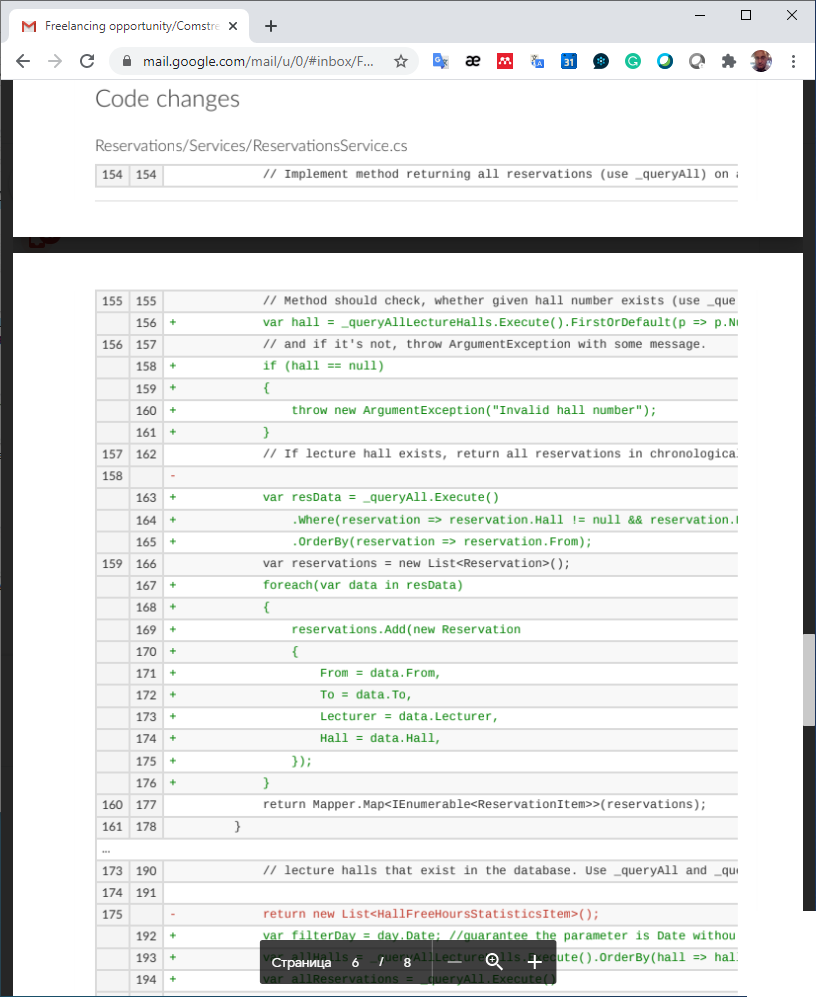 Freelancing opportunity/Comstre
mail.google.com/mail/u/0/#inbox/F...
31
Code changes
Reservations/Services/ReservationsService.cs
154 154 // Implement method returning all reservations (use _queryAll) on
155 155 // Method should check, whether given hall number exists (use _que
156 + var hall = _queryAllLectureHalls.Execute().FirstOrDefault(p => p.Nu
156 157 // and if it's not, throw ArgumentException with some message.
158 + if (hall == null)
159 + {
160 + throw new ArgumentException("Invalid hall number");
161 + }
157 162 // If lecture hall exists, return all reservations in chronologica
158 -
163 + var resData = _queryAll.Execute()
164 + .Where(reservation => reservation.Hall != null && reservation.
165 + .OrderBy(reservation => reservation.From);
159 166 var reservations = new List<Reservation>();
167 + foreach(var data in resData)
168 + {
169 + reservations.Add(new Reservation
170 + {
171 + From = data.From,
172 + To = data.To,
173 + Lecturer = data.Lecturer,
174 + Hall = data.Hall,
175 + });
176 + }
160 177 return Mapper.Map<IEnumerable<ReservationItem>>(reservations);
161 178 }
...
173 190 // lecture halls that exist in the database. Use _queryAll and _que
174 191
175 - return new List<HallFreeHoursStatisticsItem>();
192 + var filterDay = day.Date; //guarantee the parameter is Date withou
193 + var allHalls = _queryAllLectureHalls.Execute().OrderBy(hall => hal
194 + var allReservations = _queryAll.Execute()
Страница 6 / 8